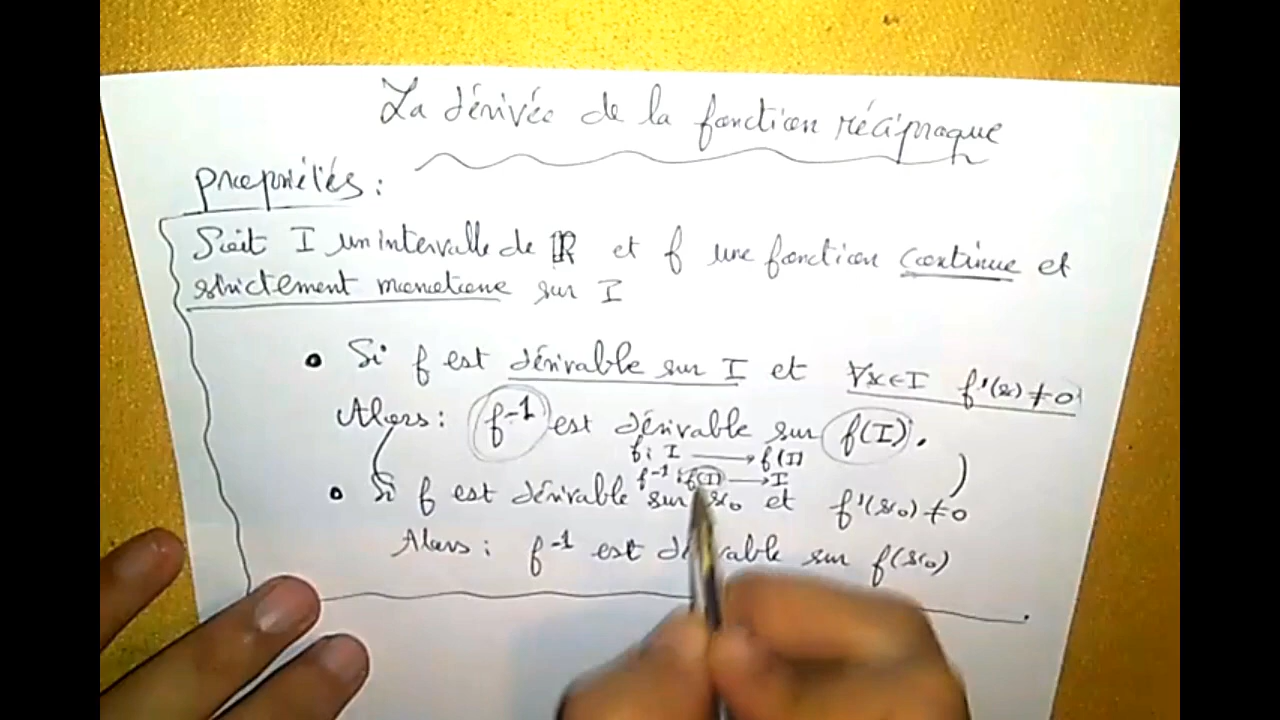 La dérivée de la fonction réciproque
propriétés :
Soit I un intervalle de ℝ et f une fonction continue et
strictement monotone sur I
• Si f est dérivable sur I et ∀x∈I f'(x)≠0
Alors : f⁻¹ est dérivable sur f(I).
f : I ⟶ f(I)
f⁻¹ : f(I) ⟶ I
• Si f est dérivable sur x₀ et f'(x₀)≠0
Alors : f⁻¹ est dérivable sur f(x₀)